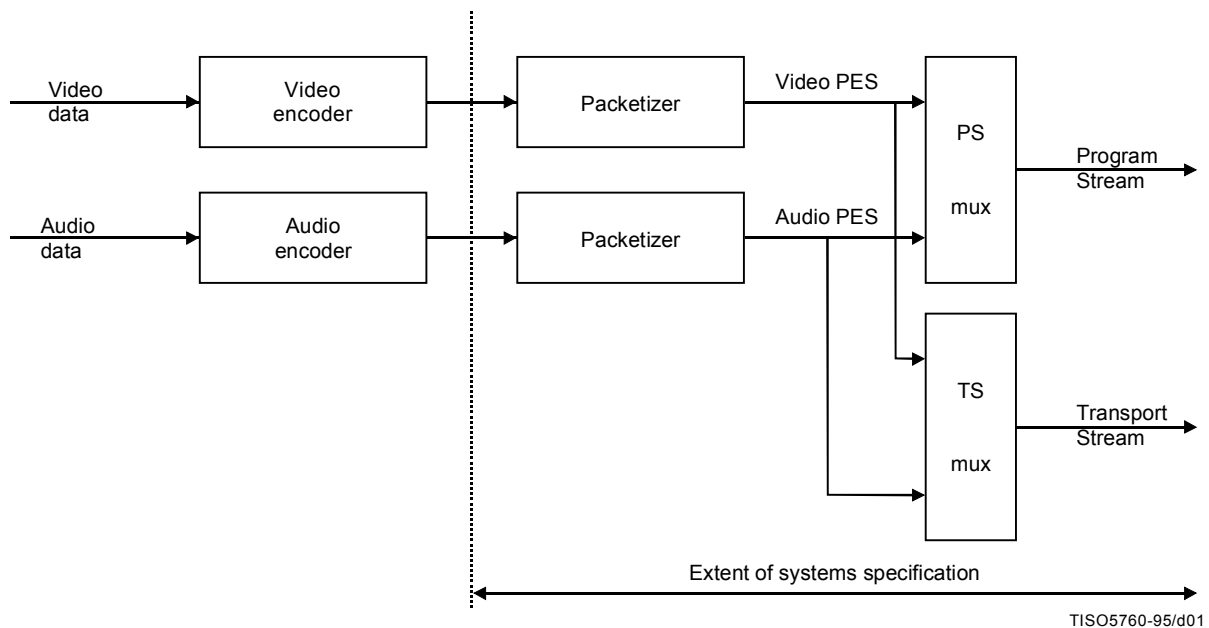 Video
data
Video
encoder
Packetizer
Video PES
PS
mux
Program
Stream
Audio
data
Audio
encoder
Packetizer
Audio PES
TS
mux
Transport
Stream
Extent of systems specification
TISO5760-95/d01